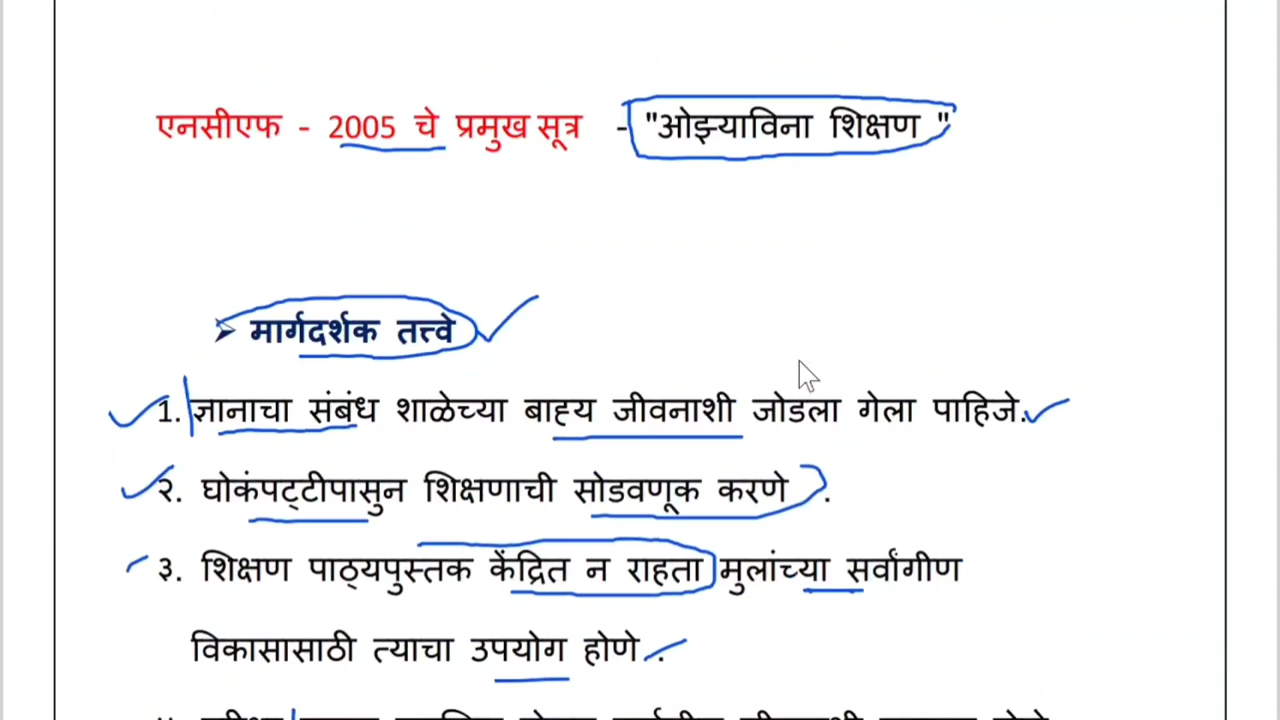 एनसीएफ - 2005 चे प्रमुख सूत्र - "ओझ्याविना शिक्षण "
➢ मार्गदर्शक तत्त्वे
1. ज्ञानाचा संबंध शाळेच्या बाह्य जीवनाशी जोडला गेला पाहिजे.
२. घोकंपट्टीपासुन शिक्षणाची सोडवणूक करणे .
३. शिक्षण पाठ्यपुस्तक केंद्रित न राहता मुलांच्या सर्वांगीण
विकासासाठी त्याचा उपयोग होणे .